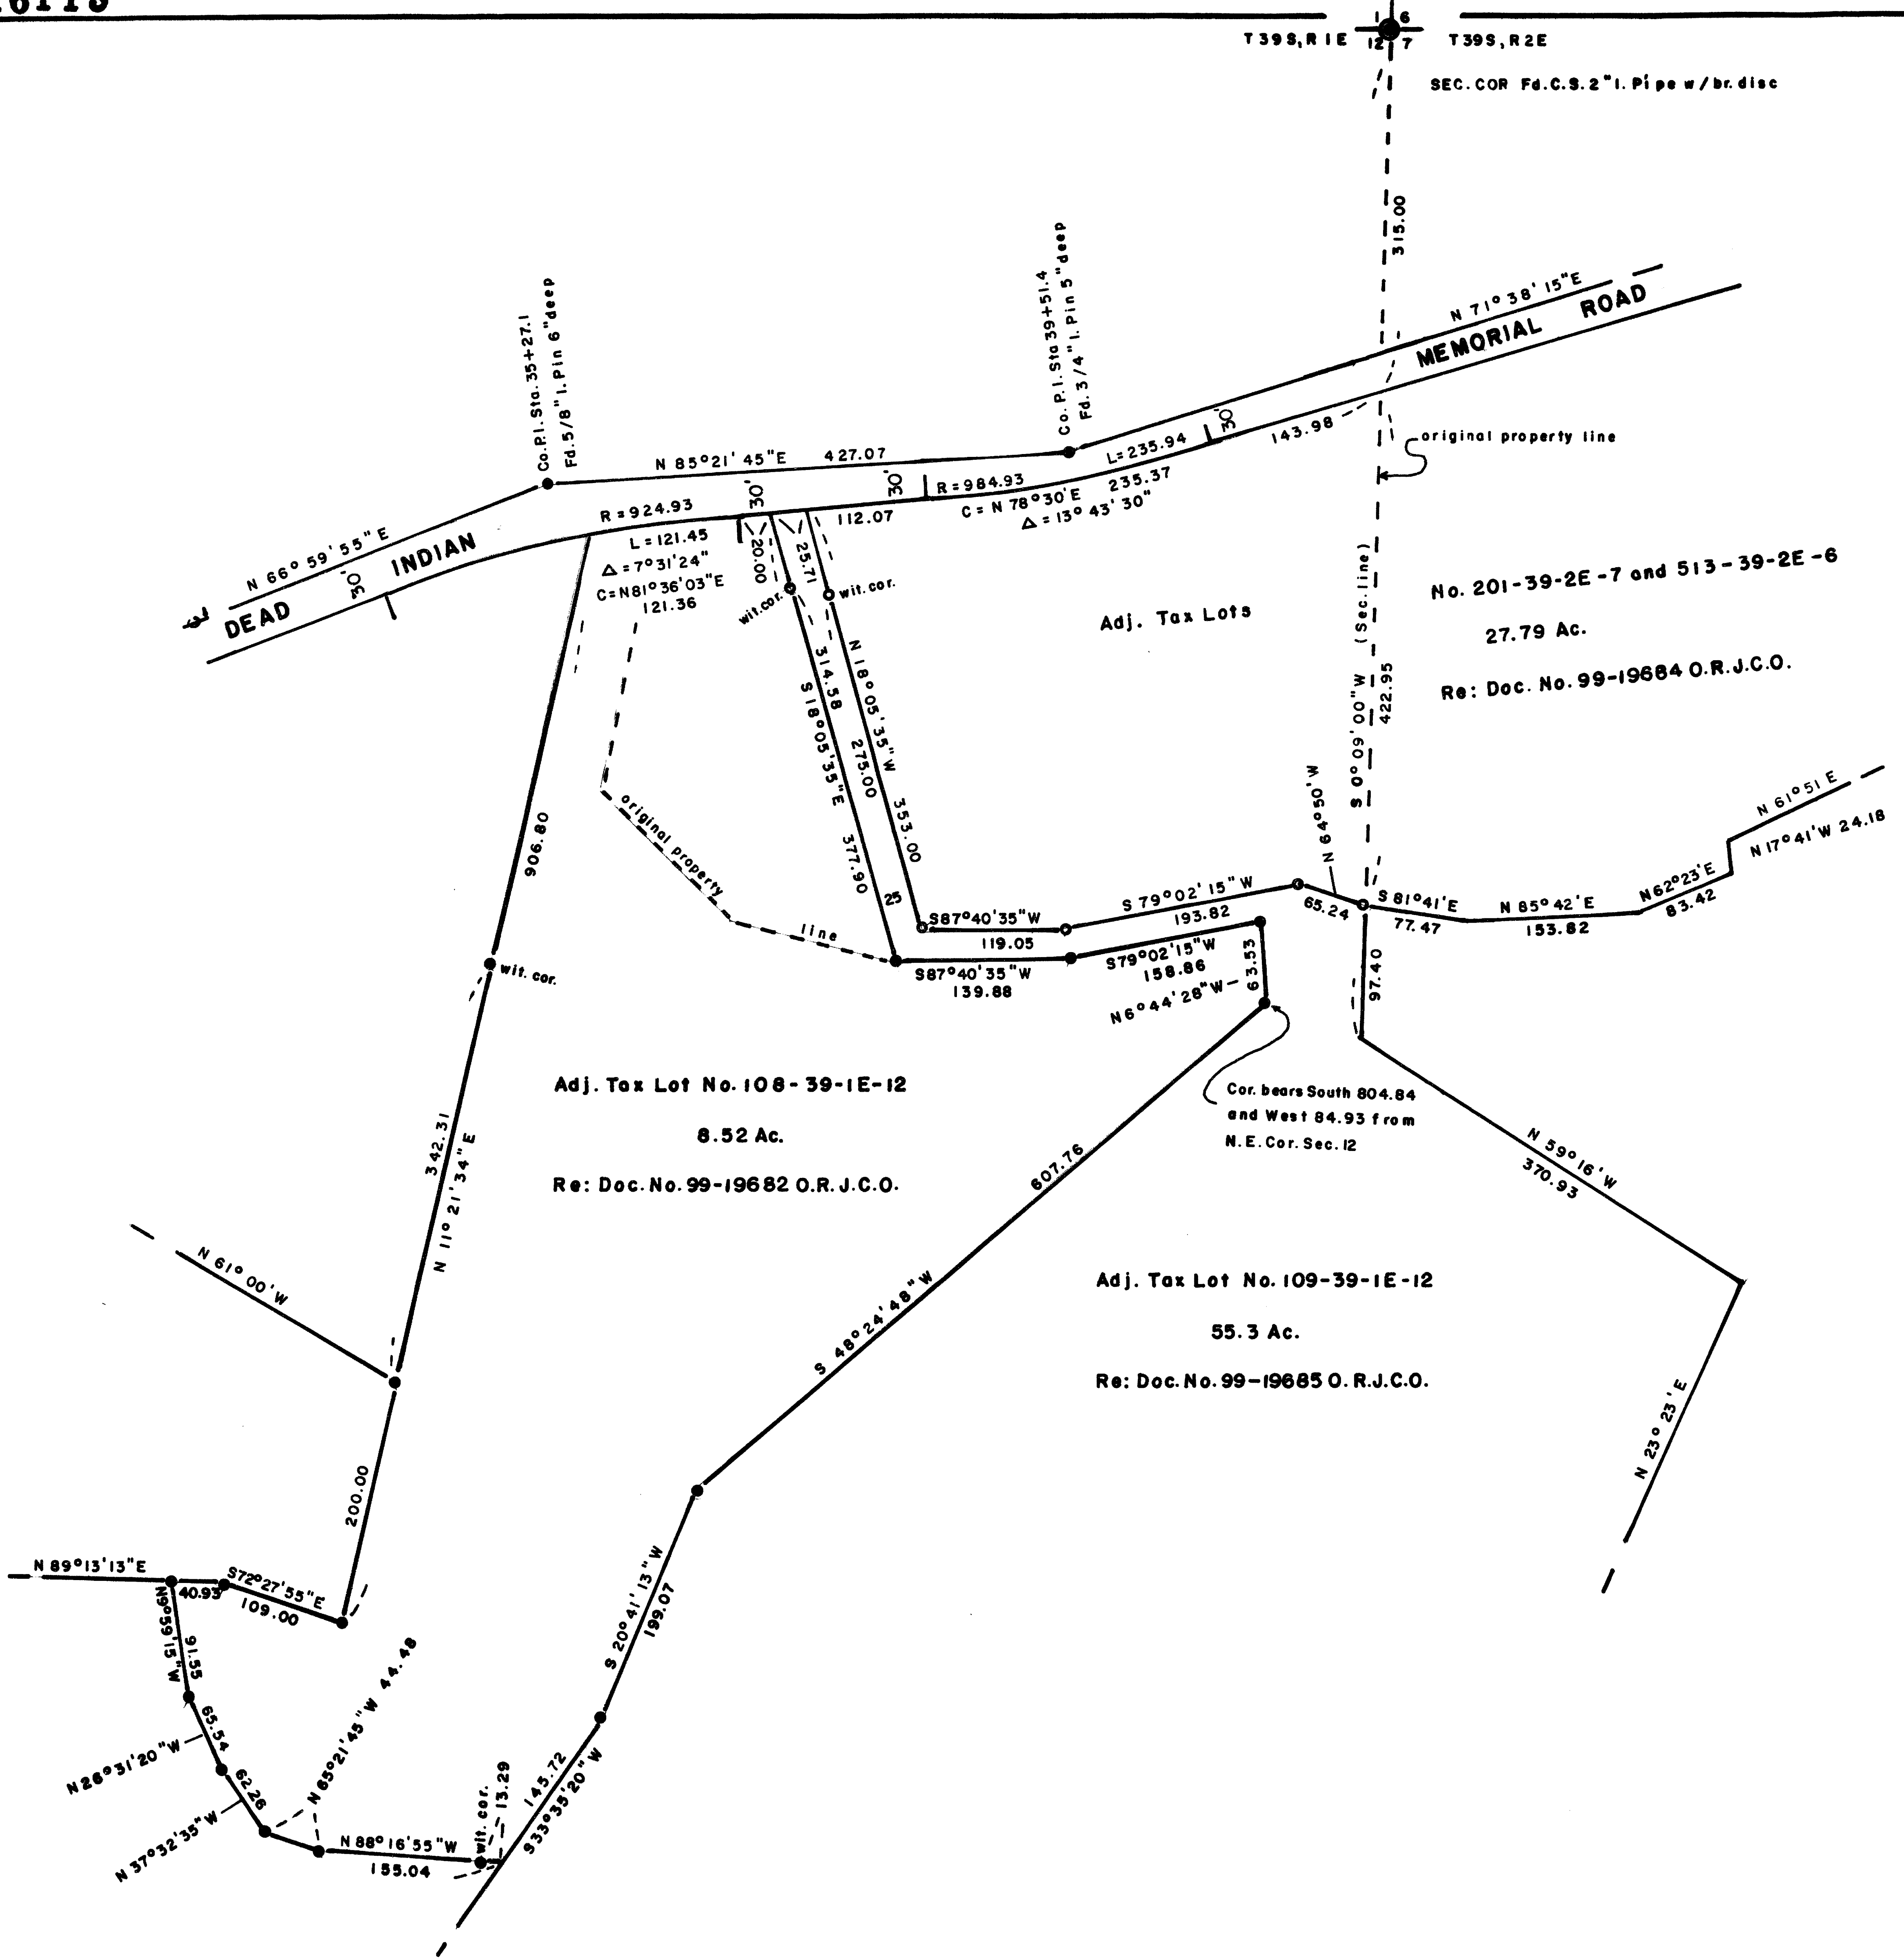 1 6
12 7
T39S, R1E
T39S, R2E
SEC. COR Fd. C.S. 2" I. Pipe w/br. disc
315.00
Co. P.I. Sta. 35+27.1
Fd. 5/8" I. Pin 6" deep
Co. P.I. Sta 39+51.4
Fd. 3/4" I. Pin 5" deep
N 71° 38' 15" E
MEMORIAL ROAD
N 85° 21' 45" E 427.07
L = 235.94
30'
143.98
original property line
N 66° 59' 55" E
30'
DEAD INDIAN
R = 924.93
30'
30'
R = 984.93
L = 121.45
112.07
C = N 78° 30' E 235.37
Δ = 13° 43' 30"
Δ = 7° 31' 24"
C = N 81° 36' 03" E
121.36
20.00
25.71
wit. cor.
wit. cor.
Adj. Tax Lots
No. 201-39-2E-7 and 513-39-2E-6
27.79 Ac.
Re: Doc. No. 99-19684 O.R.J.C.O.
S 0° 09' 00" W (Sec. line)
422.95
314.58
S 18° 05' 35" E
377.90
N 18° 05' 35" W
275.00
353.00
25
original property line
906.80
N 64° 50' W
65.24
N 61° 51 E
N 17° 41' W 24.18
N 62° 23' E
83.42
N 85° 42' E
153.82
S 81° 41' E
77.47
S 79° 02' 15" W
193.82
S 87° 40' 35" W
119.05
S 87° 40' 35" W
139.88
S 79° 02' 15" W
158.86
63.53
N 6° 44' 28" W
97.40
wit. cor.
Adj. Tax Lot No. 108-39-1E-12
8.52 Ac.
Re: Doc. No. 99-19682 O.R.J.C.O.
Cor. bears South 804.84
and West 84.93 from
N.E. Cor. Sec. 12
342.31
N 11° 21' 34" E
607.76
S 48° 24' 48" W
N 59° 16' W
370.93
N 61° 00' W
Adj. Tax Lot No. 109-39-1E-12
55.3 Ac.
Re: Doc. No. 99-19685 O.R.J.C.O.
N 23° 23' E
200.00
N 89° 13' 13" E
40.93
S 72° 27' 55" E
109.00
N 9° 59' 15" W
91.55
S 20° 41' 13" W
199.07
65.54
N 26° 31' 20" W
62.26
N 37° 32' 35" W
N 65° 21' 45" W 44.48
N 88° 16' 55" W
155.04
wit. cor.
13.29
145.72
S 33° 35' 20" W